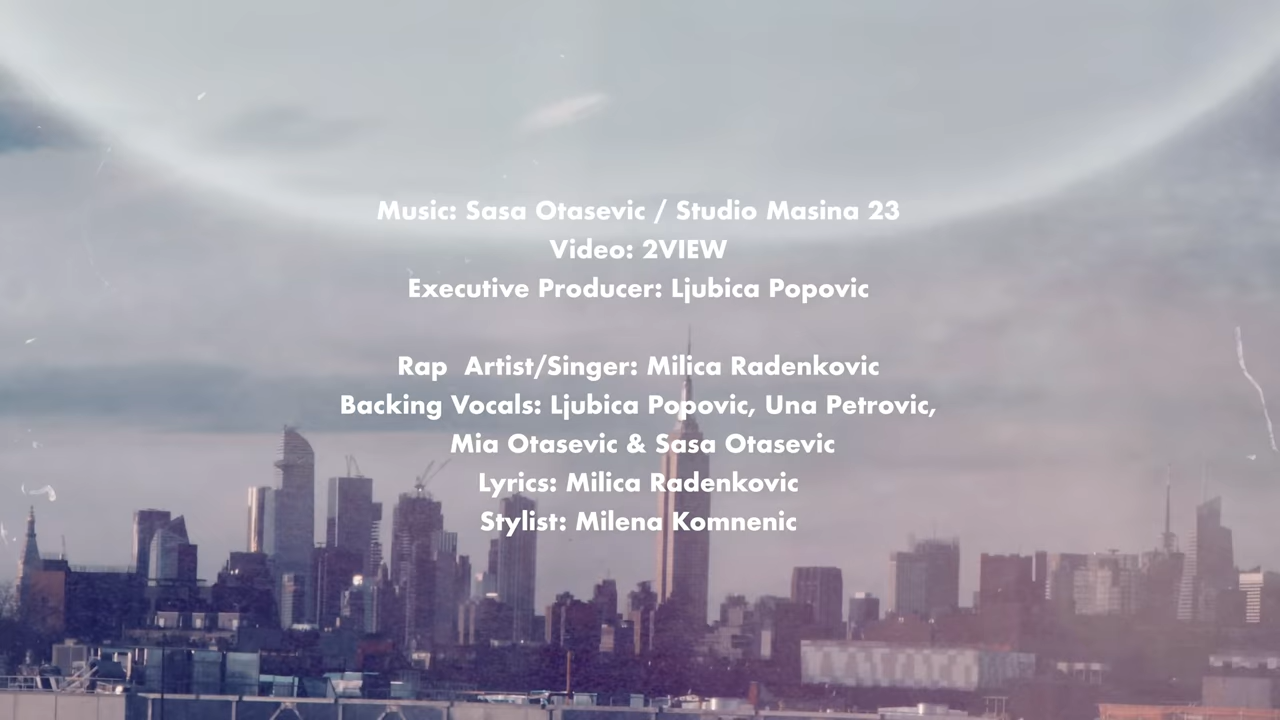 Music: Sasa Otasevic / Studio Masina 23
Video: 2VIEW
Executive Producer: Ljubica Popovic
Rap  Artist/Singer: Milica Radenkovic
Backing Vocals: Ljubica Popovic, Una Petrovic,
Mia Otasevic & Sasa Otasevic
Lyrics: Milica Radenkovic
Stylist: Milena Komnenic